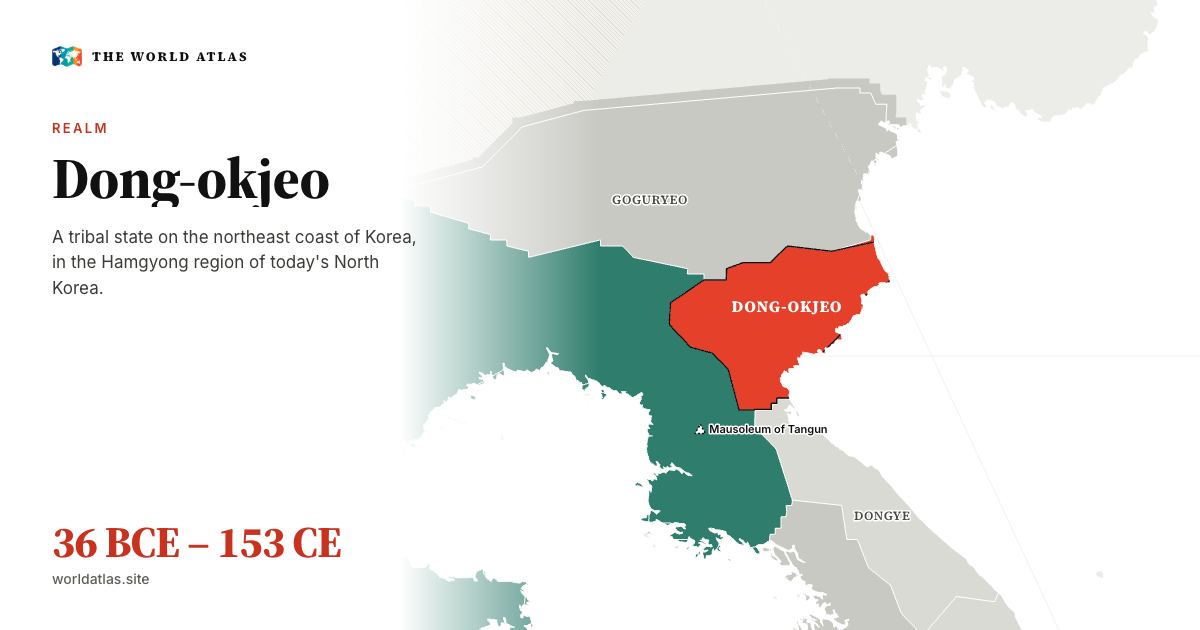 THE WORLD ATLAS
REALM
Dong-okjeo
A tribal state on the northeast coast of Korea,
in the Hamgyong region of today's North
Korea.
36 BCE – 153 CE
worldatlas.site
GOGURYEO
DONG-OKJEO
Mausoleum of Tangun
DONGYE